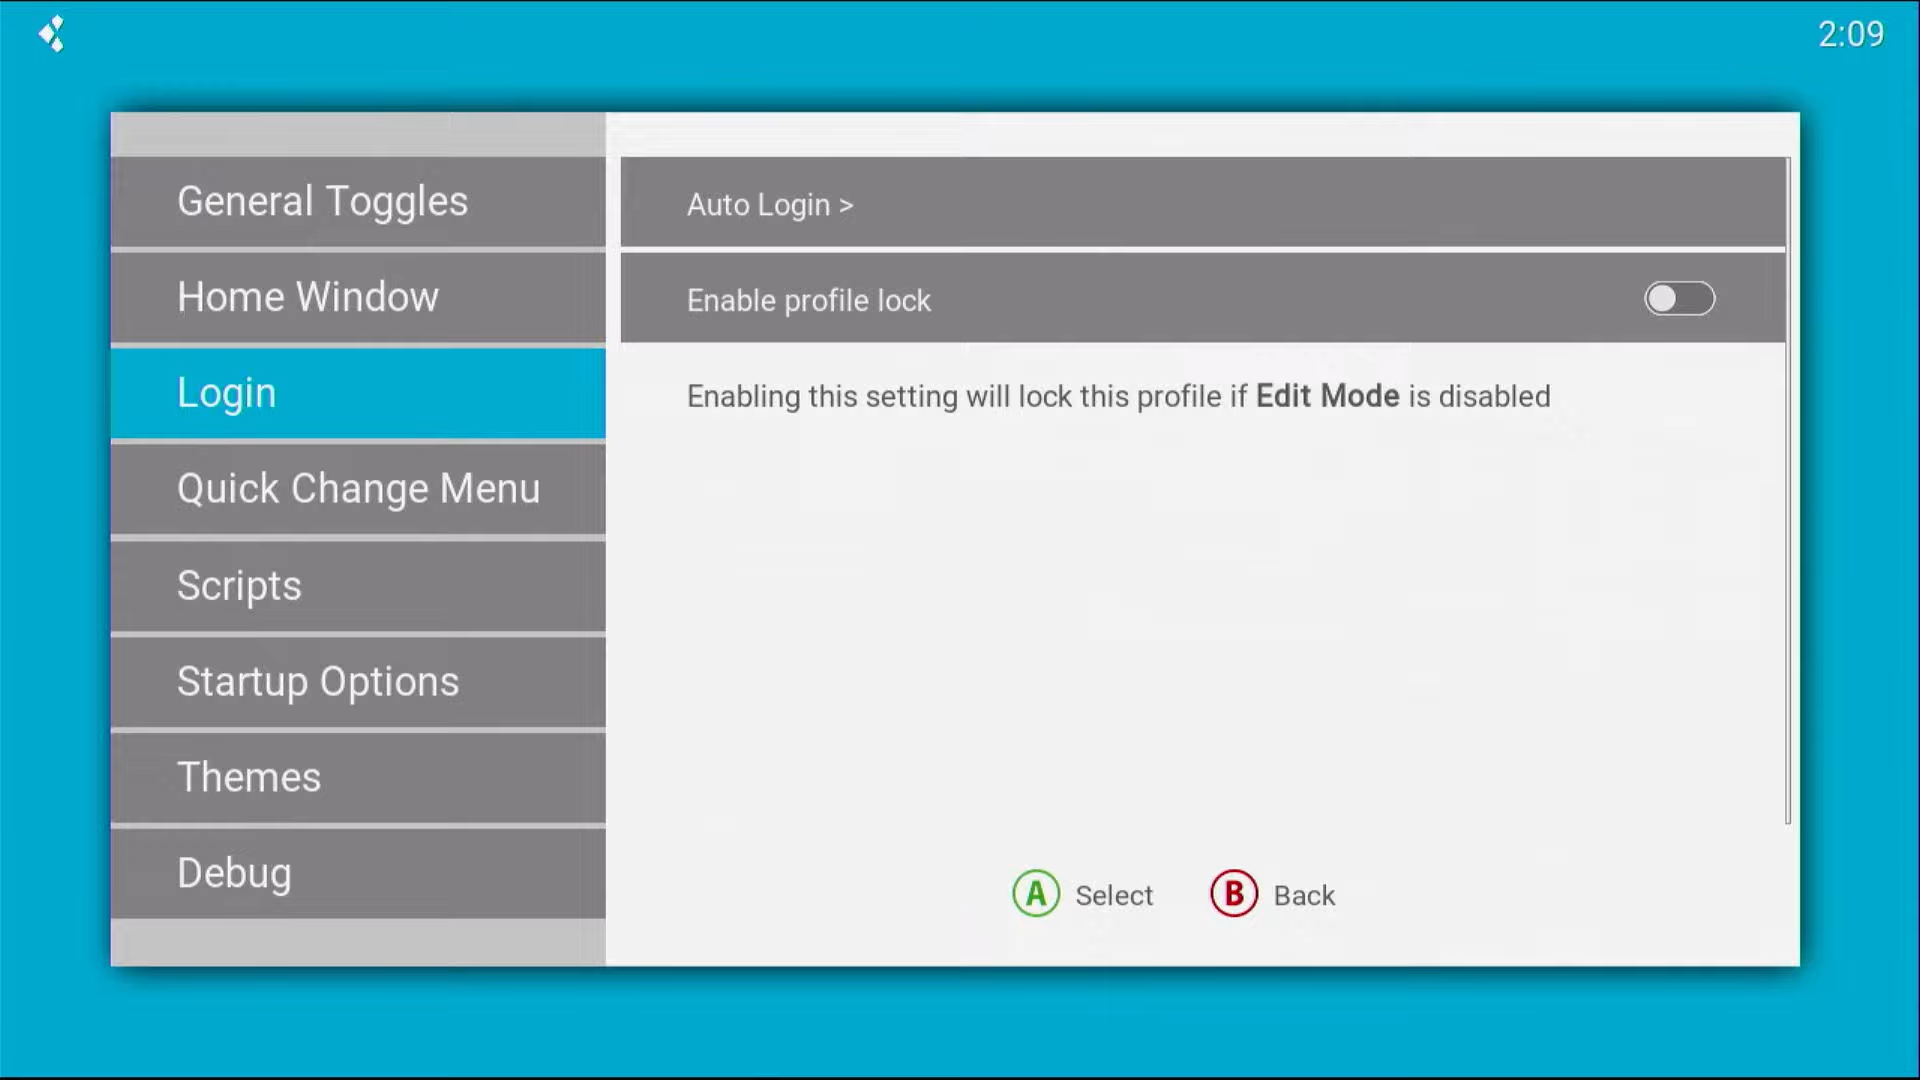 2:09
General Toggles
Home Window
Login
Quick Change Menu
Scripts
Startup Options
Themes
Debug
Auto Login >
Enable profile lock
Enabling this setting will lock this profile if Edit Mode is disabled
A Select B Back